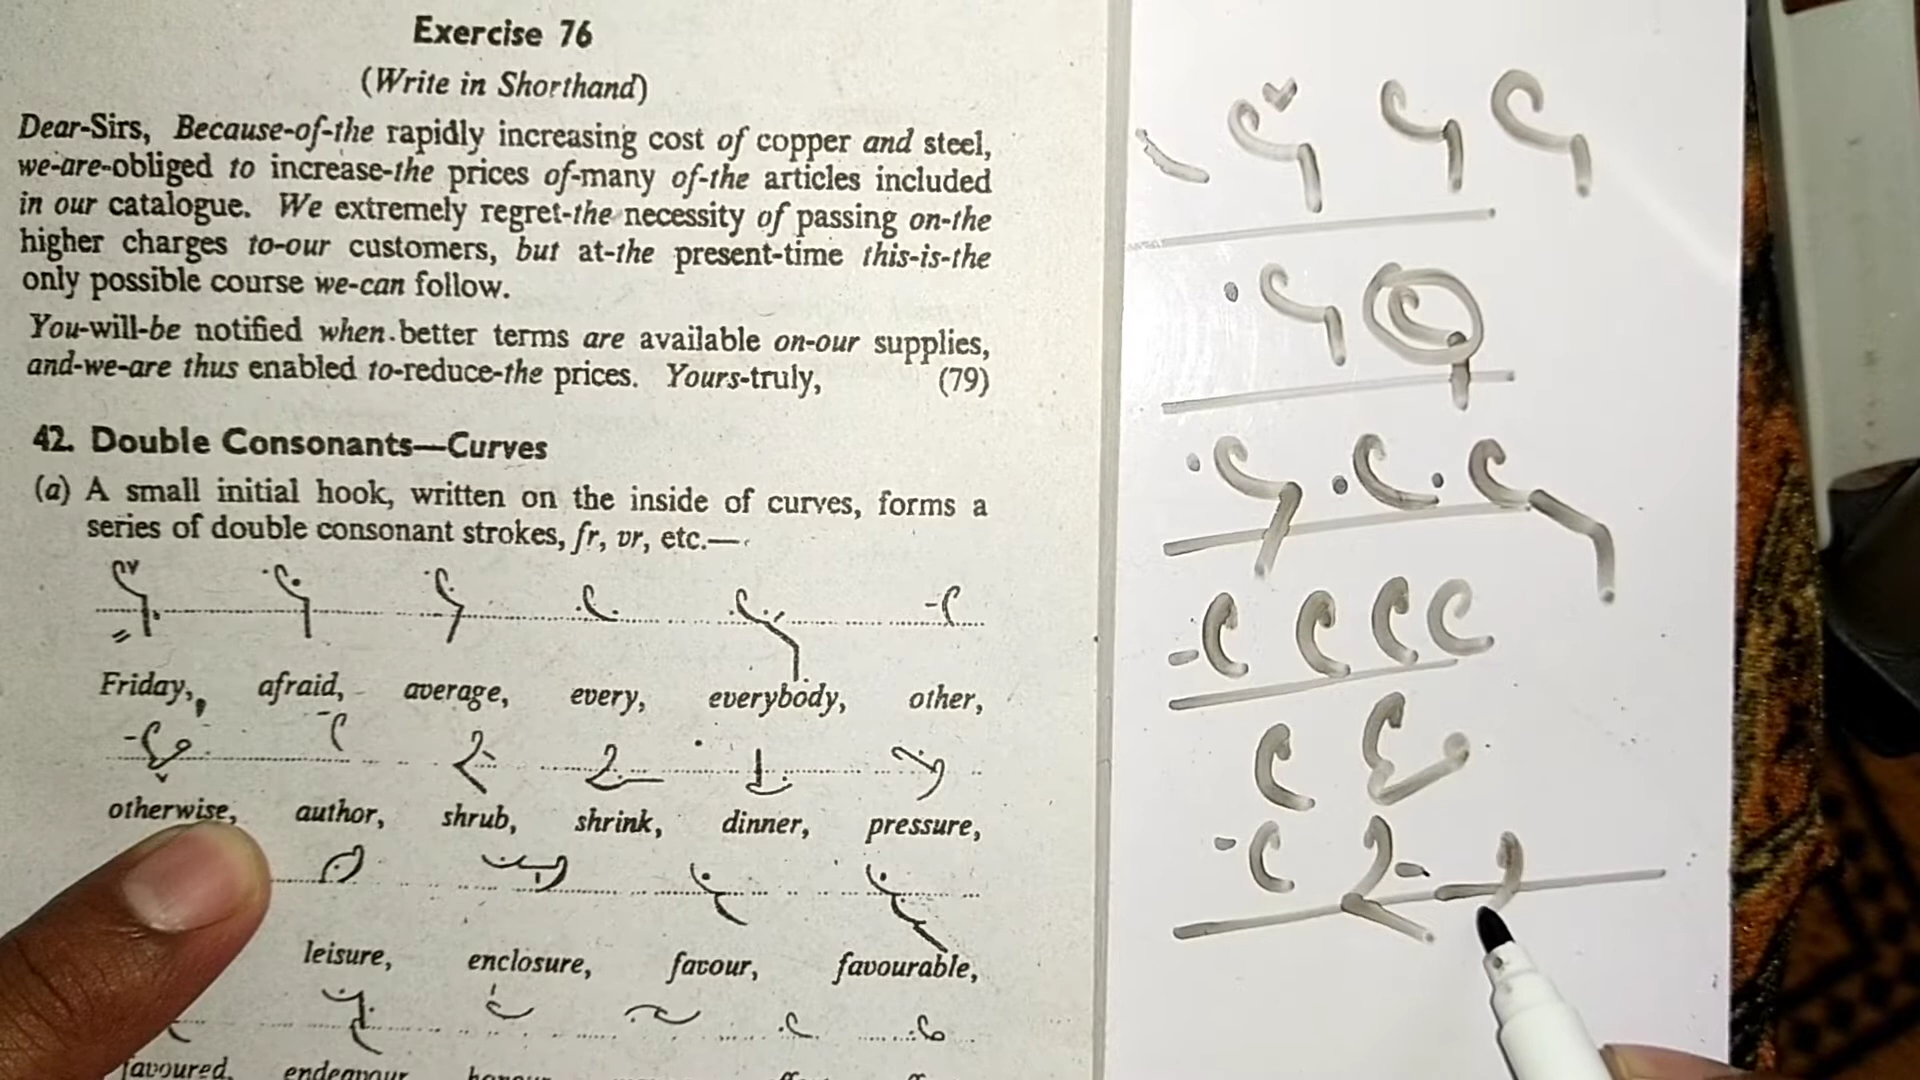 Exercise 76
(Write in Shorthand)
Dear-Sirs, Because-of-the rapidly increasing cost of copper and steel,
we-are-obliged to increase-the prices of-many of-the articles included
in our catalogue. We extremely regret-the necessity of passing on-the
higher charges to-our customers, but at-the present-time this-is-the
only possible course we-can follow.
You-will-be notified when better terms are available on-our supplies,
and-we-are thus enabled to-reduce-the prices. Yours-truly, (79)
42. Double Consonants—Curves
(a) A small initial hook, written on the inside of curves, forms a
series of double consonant strokes, fr, vr, etc.—
Friday, afraid, average, every, everybody, other,
otherwise, author, shrub, shrink, dinner, pressure,
leisure, enclosure, favour, favourable,
favoured, endeavour